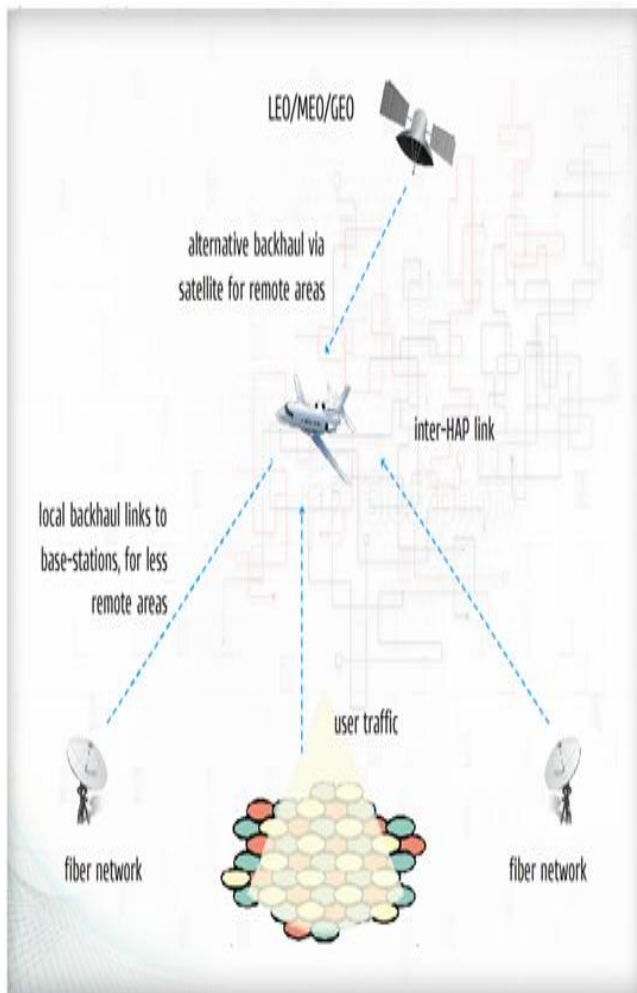 LEO/MEO/GEO
alternative backhaul via
satellite for remote areas
inter-HAP link
local backhaul links to
base-stations, for less
remote areas
user traffic
fiber network
fiber network